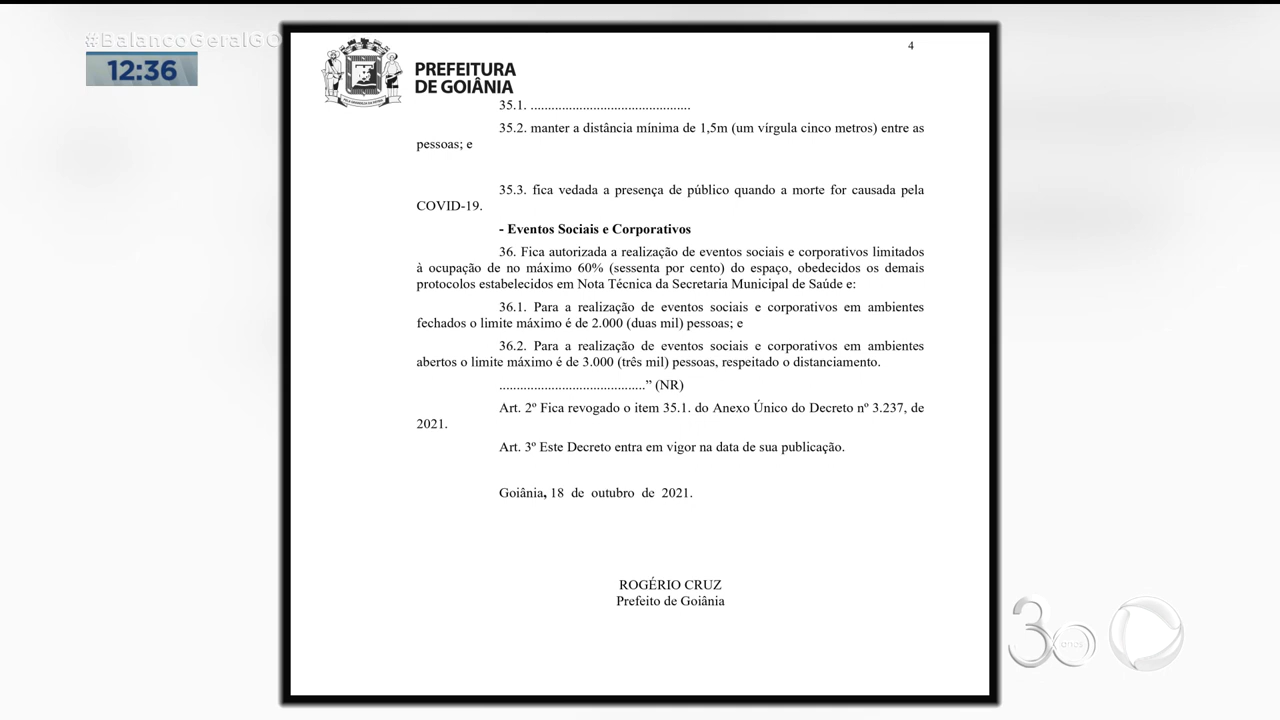 #BalancoGeralGO
12:36
4
PREFEITURA
DE GOIÂNIA
35.1. ..............................................
35.2. manter a distância mínima de 1,5m (um vírgula cinco metros) entre as
pessoas; e
35.3. fica vedada a presença de público quando a morte for causada pela
COVID-19.
- Eventos Sociais e Corporativos
36. Fica autorizada a realização de eventos sociais e corporativos limitados
à ocupação de no máximo 60% (sessenta por cento) do espaço, obedecidos os demais
protocolos estabelecidos em Nota Técnica da Secretaria Municipal de Saúde e:
36.1. Para a realização de eventos sociais e corporativos em ambientes
fechados o limite máximo é de 2.000 (duas mil) pessoas; e
36.2. Para a realização de eventos sociais e corporativos em ambientes
abertos o limite máximo é de 3.000 (três mil) pessoas, respeitado o distanciamento.
..........................................” (NR)
Art. 2º Fica revogado o item 35.1. do Anexo Único do Decreto nº 3.237, de
2021.
Art. 3º Este Decreto entra em vigor na data de sua publicação.
Goiânia, 18 de outubro de 2021.
ROGÉRIO CRUZ
Prefeito de Goiânia
30
anos